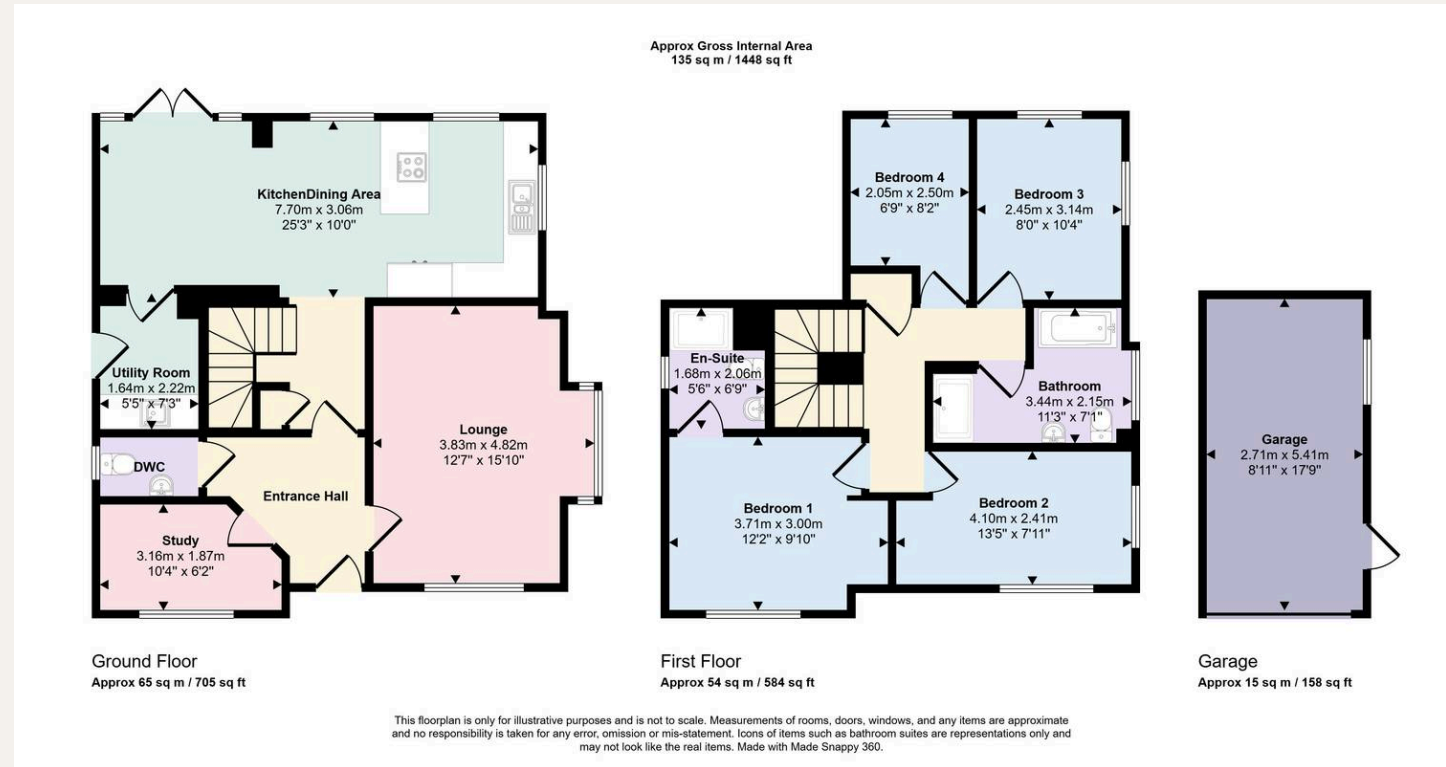 Approx Gross Internal Area
135 sq m / 1448 sq ft
KitchenDining Area
7.70m x 3.06m
25'3" x 10'0"
Utility Room
1.64m x 2.22m
5'5" x 7'3"
DWC
Entrance Hall
Study
3.16m x 1.87m
10'4" x 6'2"
Lounge
3.83m x 4.82m
12'7" x 15'10"
Ground Floor
Approx 65 sq m / 705 sq ft
Bedroom 4
2.05m x 2.50m
6'9" x 8'2"
Bedroom 3
2.45m x 3.14m
8'0" x 10'4"
En-Suite
1.68m x 2.06m
5'6" x 6'9"
Bathroom
3.44m x 2.15m
11'3" x 7'1"
Bedroom 1
3.71m x 3.00m
12'2" x 9'10"
Bedroom 2
4.10m x 2.41m
13'5" x 7'11"
First Floor
Approx 54 sq m / 584 sq ft
Garage
2.71m x 5.41m
8'11" x 17'9"
Garage
Approx 15 sq m / 158 sq ft
This floorplan is only for illustrative purposes and is not to scale. Measurements of rooms, doors, windows, and any items are approximate
and no responsibility is taken for any error, omission or mis-statement. Icons of items such as bathroom suites are representations only and
may not look like the real items. Made with Made Snappy 360.